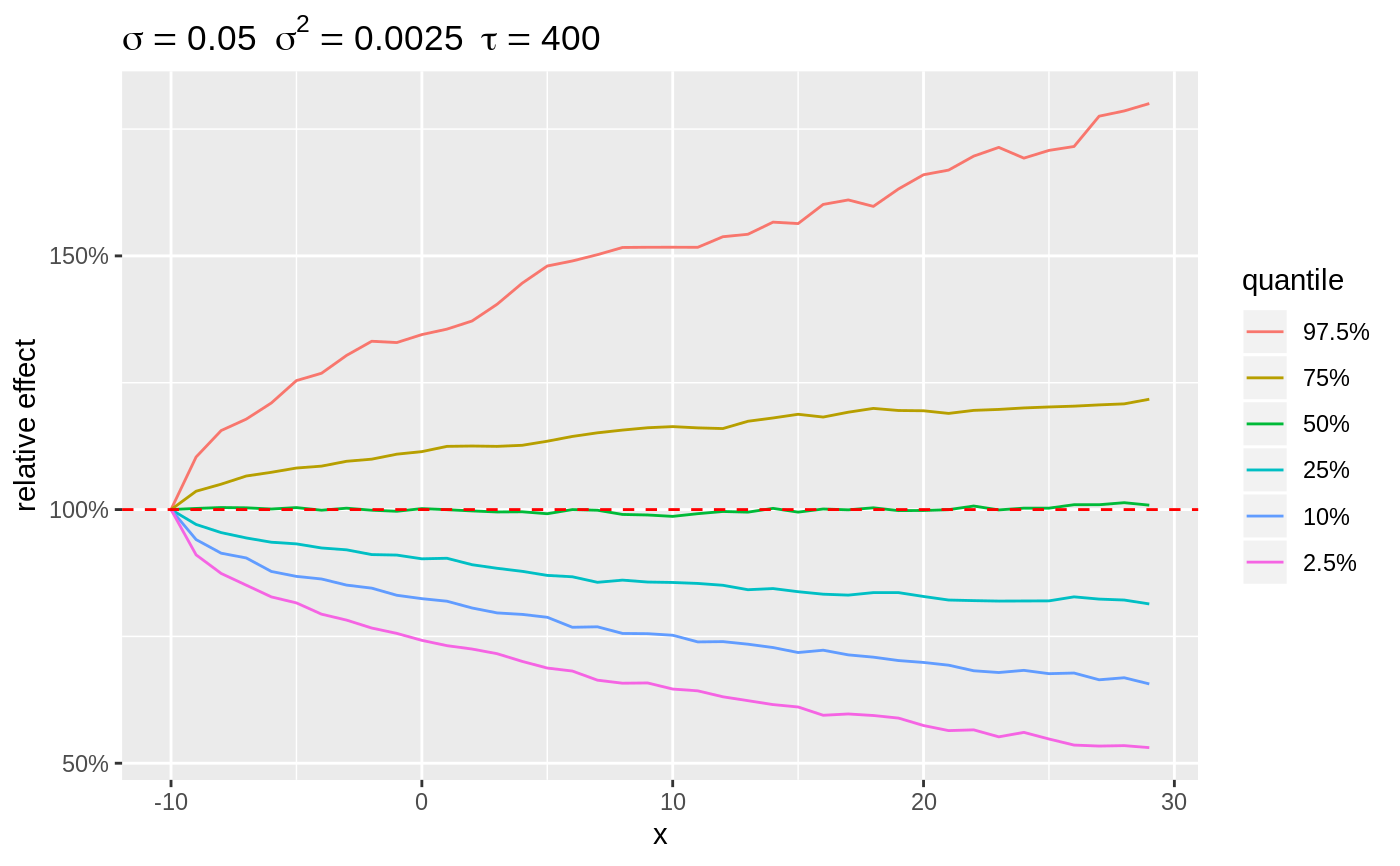 σ = 0.05 σ² = 0.0025 τ = 400
relative effect
150%
100%
50%
-10 0 10 20 30
x
quantile
97.5%
75%
50%
25%
10%
2.5%